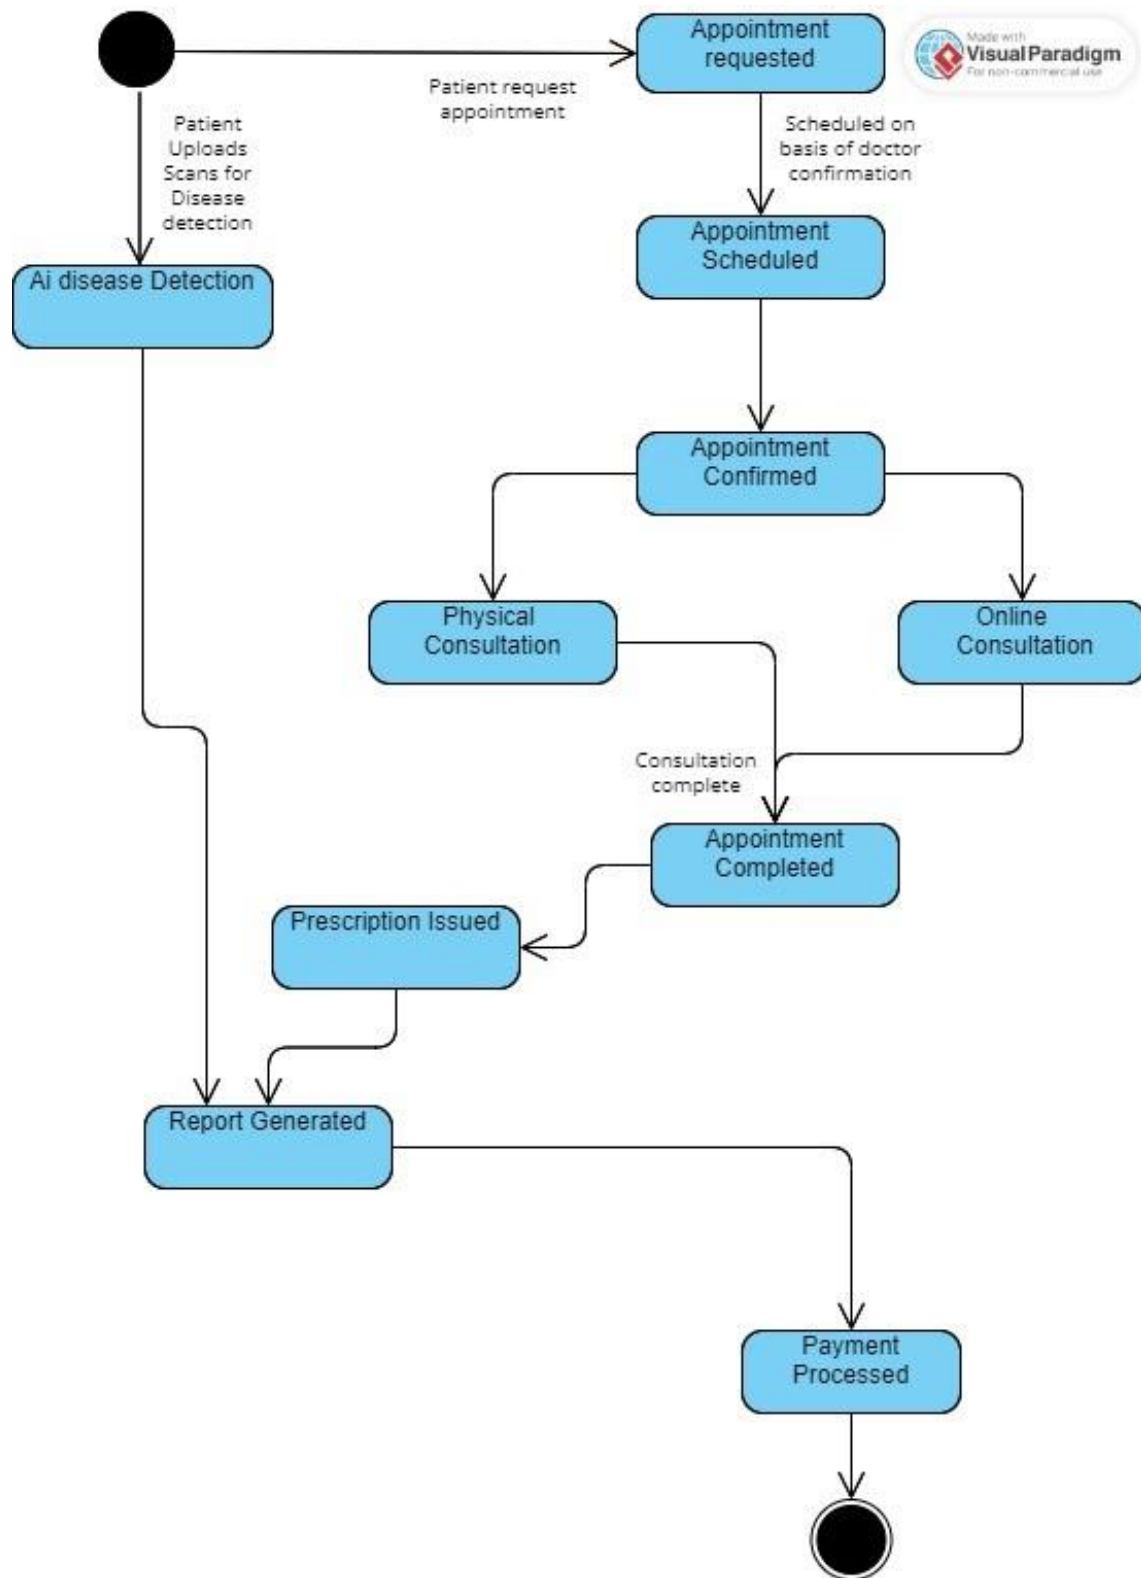 Appointment
requested
Made with
Visual Paradigm
For non-commercial use
Patient request
appointment
Patient
Uploads
Scans for
Disease
detection
Scheduled on
basis of doctor
confirmation
Appointment
Scheduled
Ai disease Detection
Appointment
Confirmed
Physical
Consultation
Online
Consultation
Consultation
complete
Appointment
Completed
Prescription Issued
Report Generated
Payment
Processed